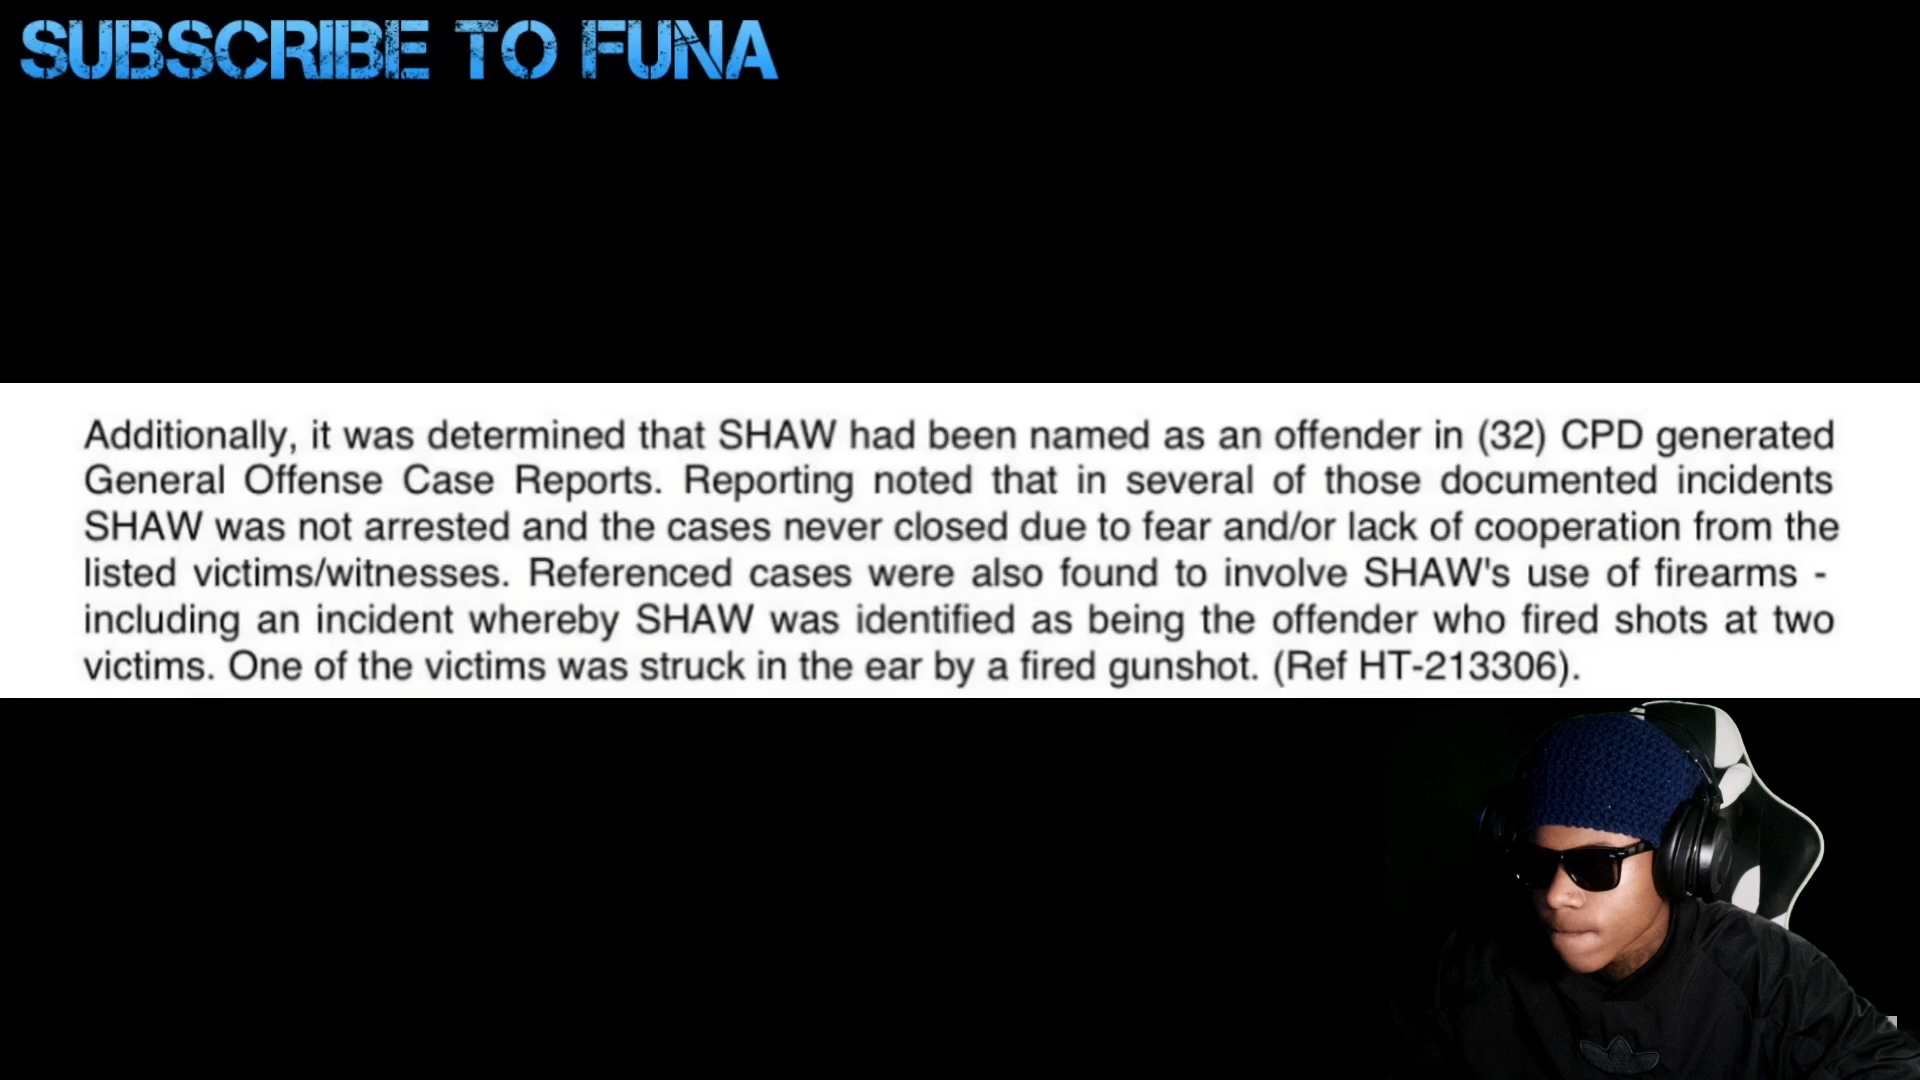 SUBSCRIBE TO FUNA
Additionally, it was determined that SHAW had been named as an offender in (32) CPD generated
General Offense Case Reports. Reporting noted that in several of those documented incidents
SHAW was not arrested and the cases never closed due to fear and/or lack of cooperation from the
listed victims/witnesses. Referenced cases were also found to involve SHAW's use of firearms -
including an incident whereby SHAW was identified as being the offender who fired shots at two
victims. One of the victims was struck in the ear by a fired gunshot. (Ref HT-213306).